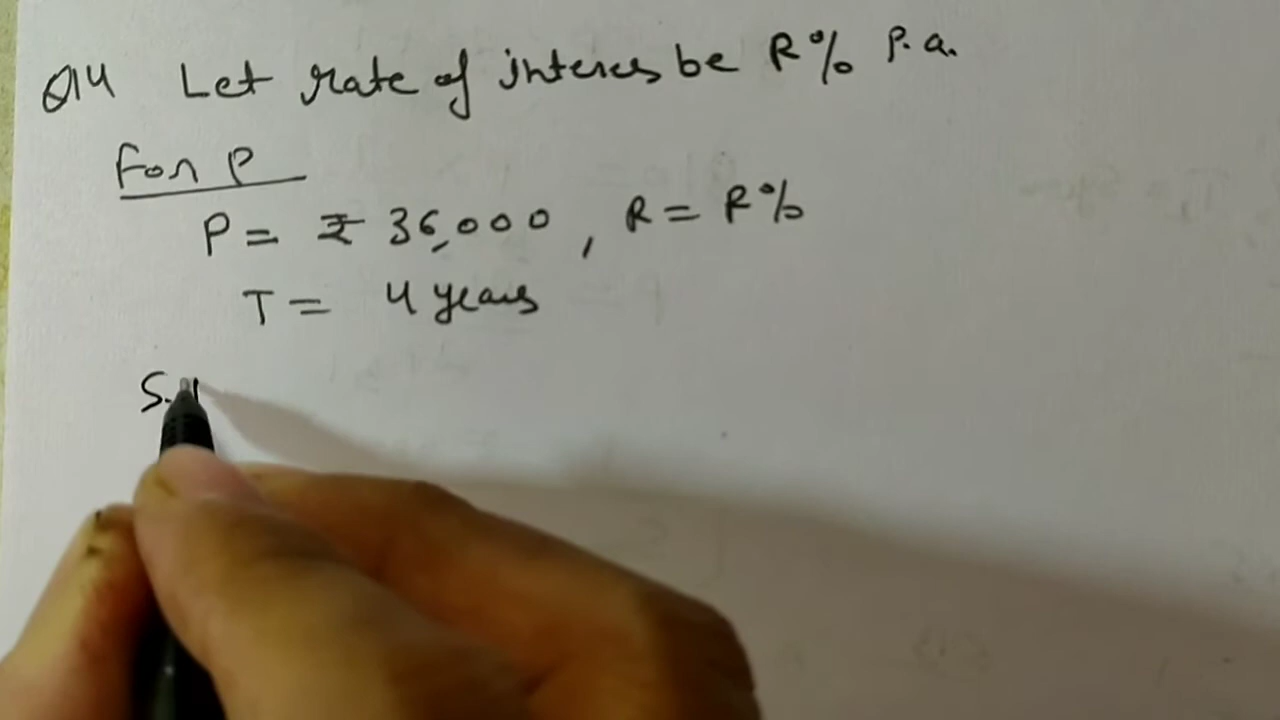 Q14 Let rate of interes be R% P.a.
For P
P = ₹ 36,000 , R = R%
T = 4 years
S.I